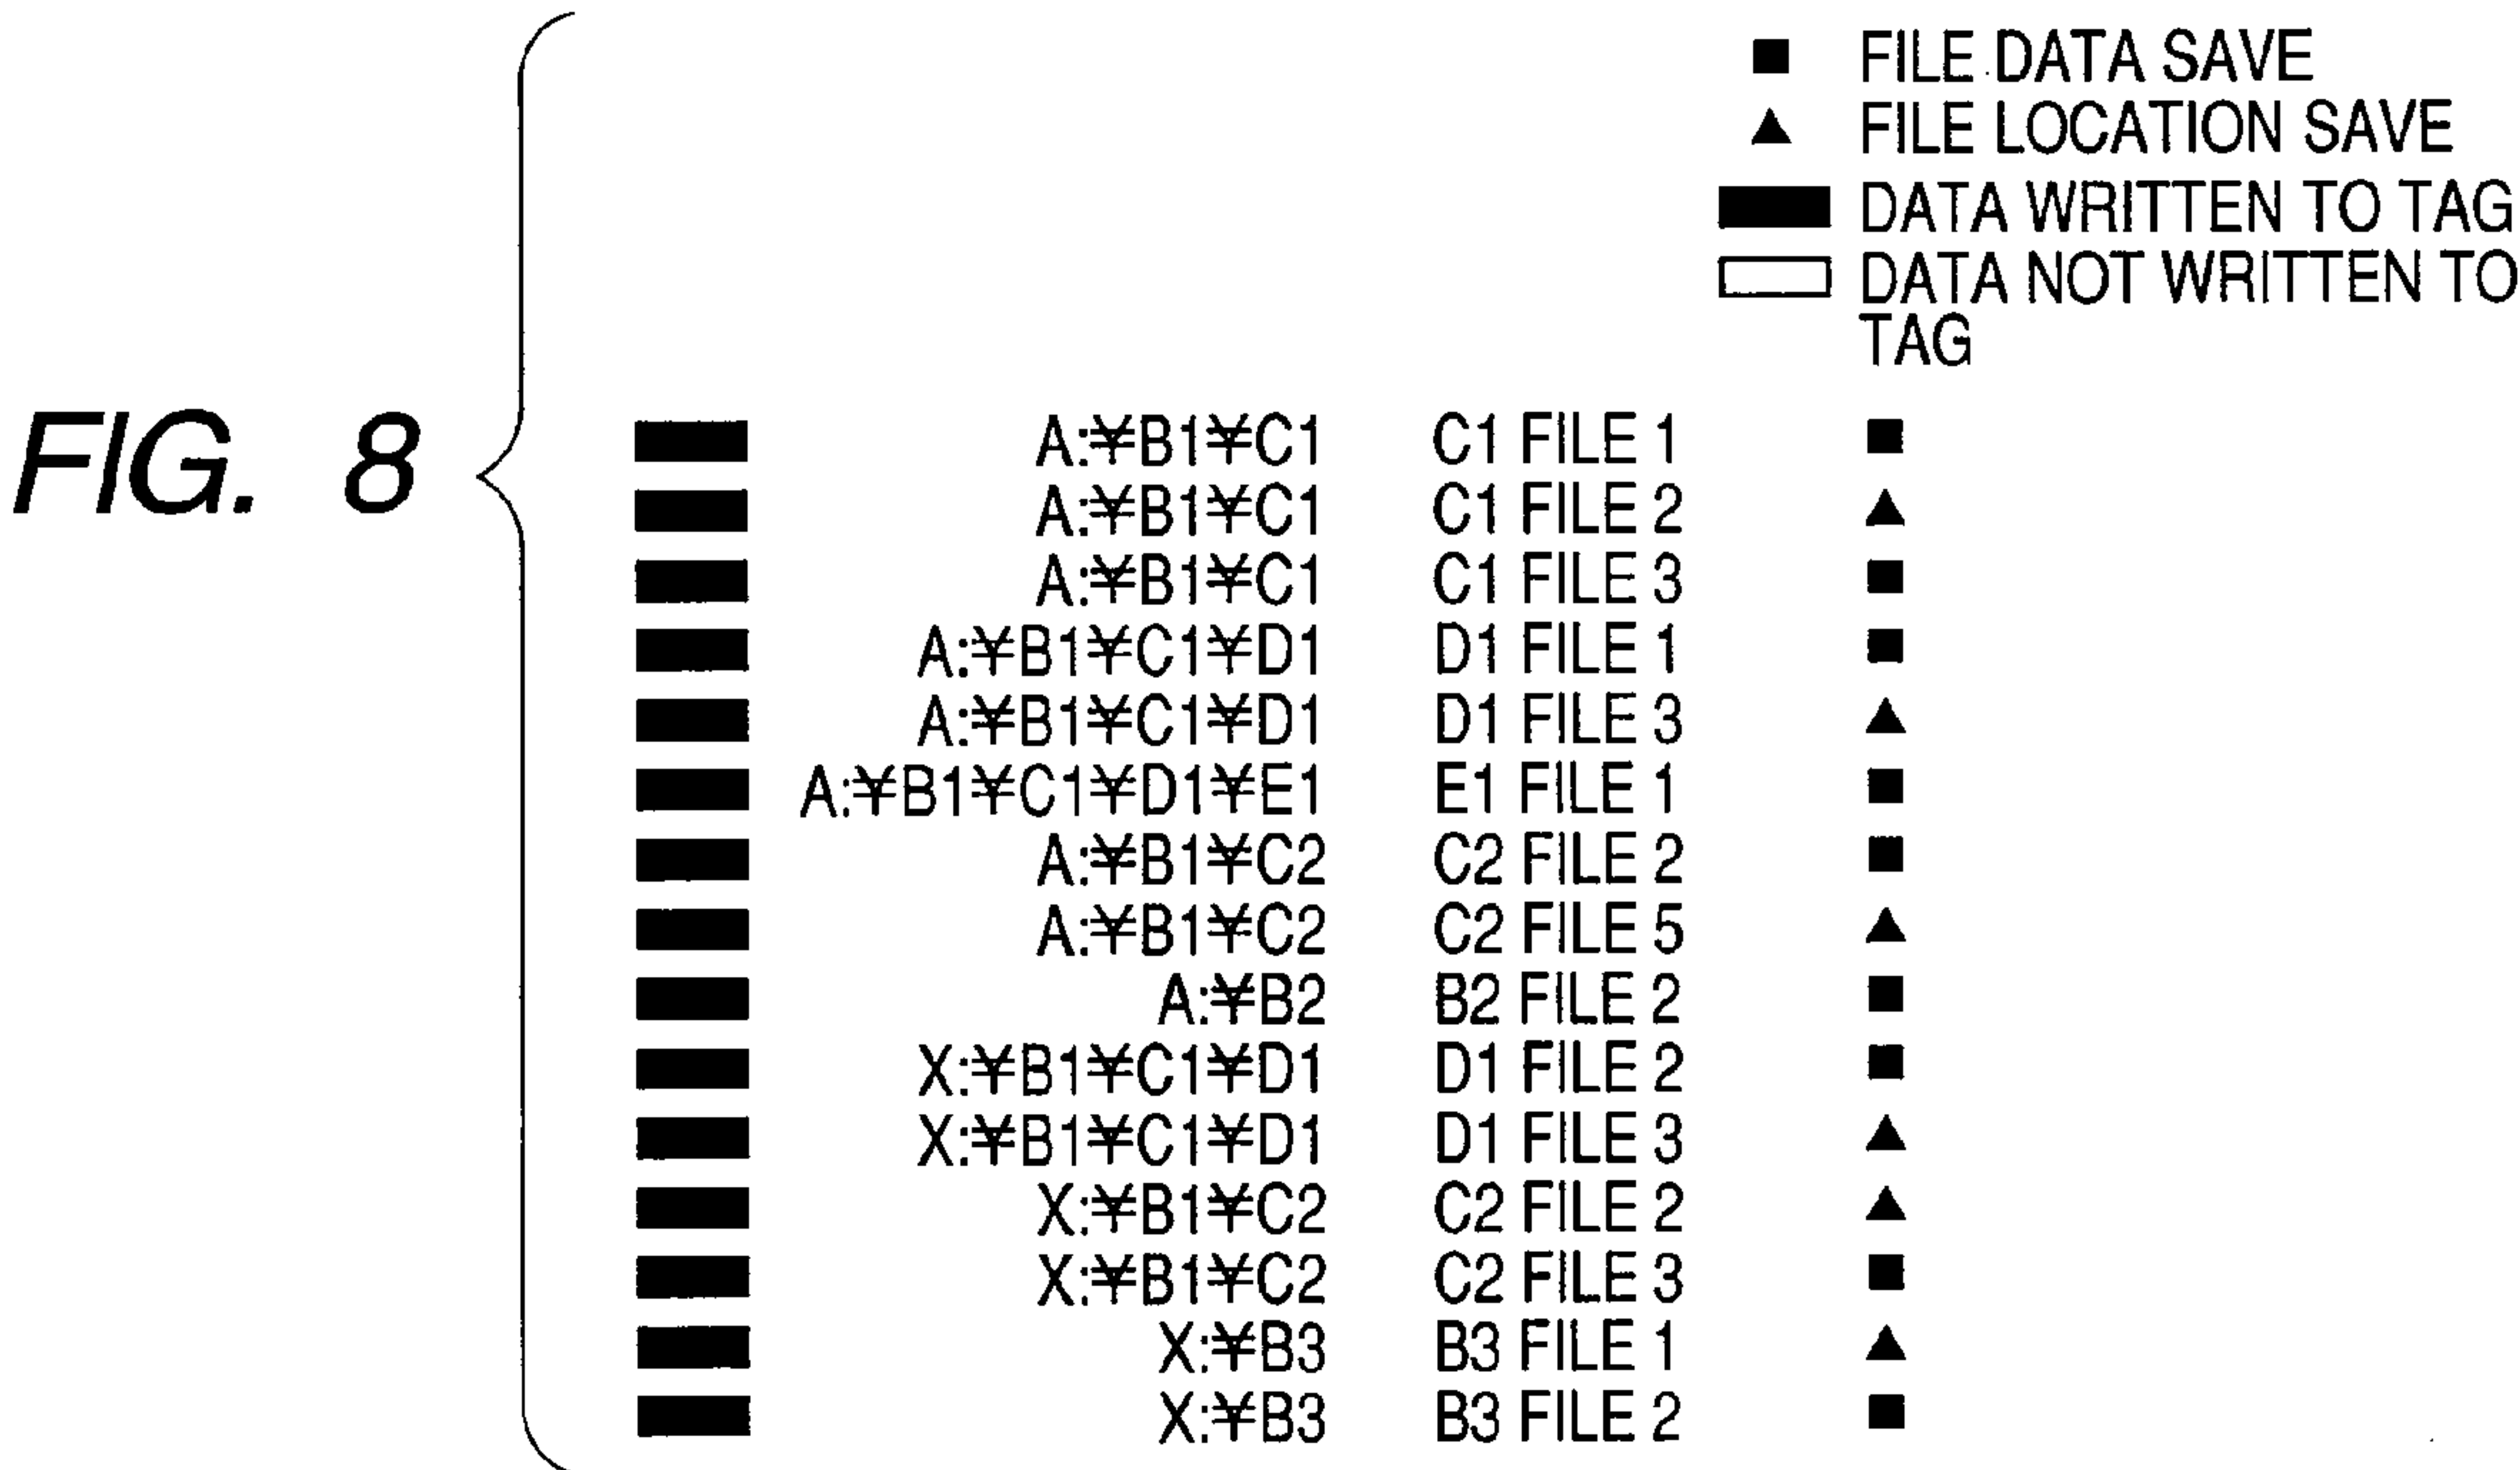 FILE DATA SAVE
FILE LOCATION SAVE
DATA WRITTEN TO TAG
DATA NOT WRITTEN TO
TAG
FIG. 8
A:¥B1¥C1 C1 FILE 1
A:¥B1¥C1 C1 FILE 2
A:¥B1¥C1 C1 FILE 3
A:¥B1¥C1¥D1 D1 FILE 1
A:¥B1¥C1¥D1 D1 FILE 3
A:¥B1¥C1¥D1¥E1 E1 FILE 1
A:¥B1¥C2 C2 FILE 2
A:¥B1¥C2 C2 FILE 5
A:¥B2 B2 FILE 2
X:¥B1¥C1¥D1 D1 FILE 2
X:¥B1¥C1¥D1 D1 FILE 3
X:¥B1¥C2 C2 FILE 2
X:¥B1¥C2 C2 FILE 3
X:¥B3 B3 FILE 1
X:¥B3 B3 FILE 2